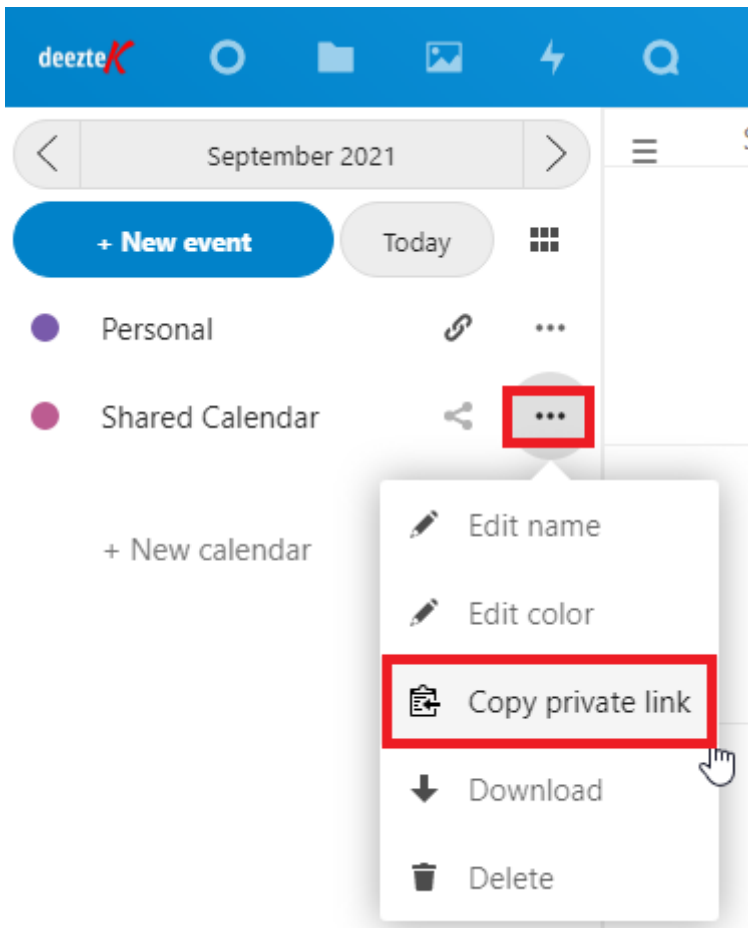 deezteK
September 2021
+ New event
Today
Personal
Shared Calendar
+ New calendar
Edit name
Edit color
Copy private link
Download
Delete